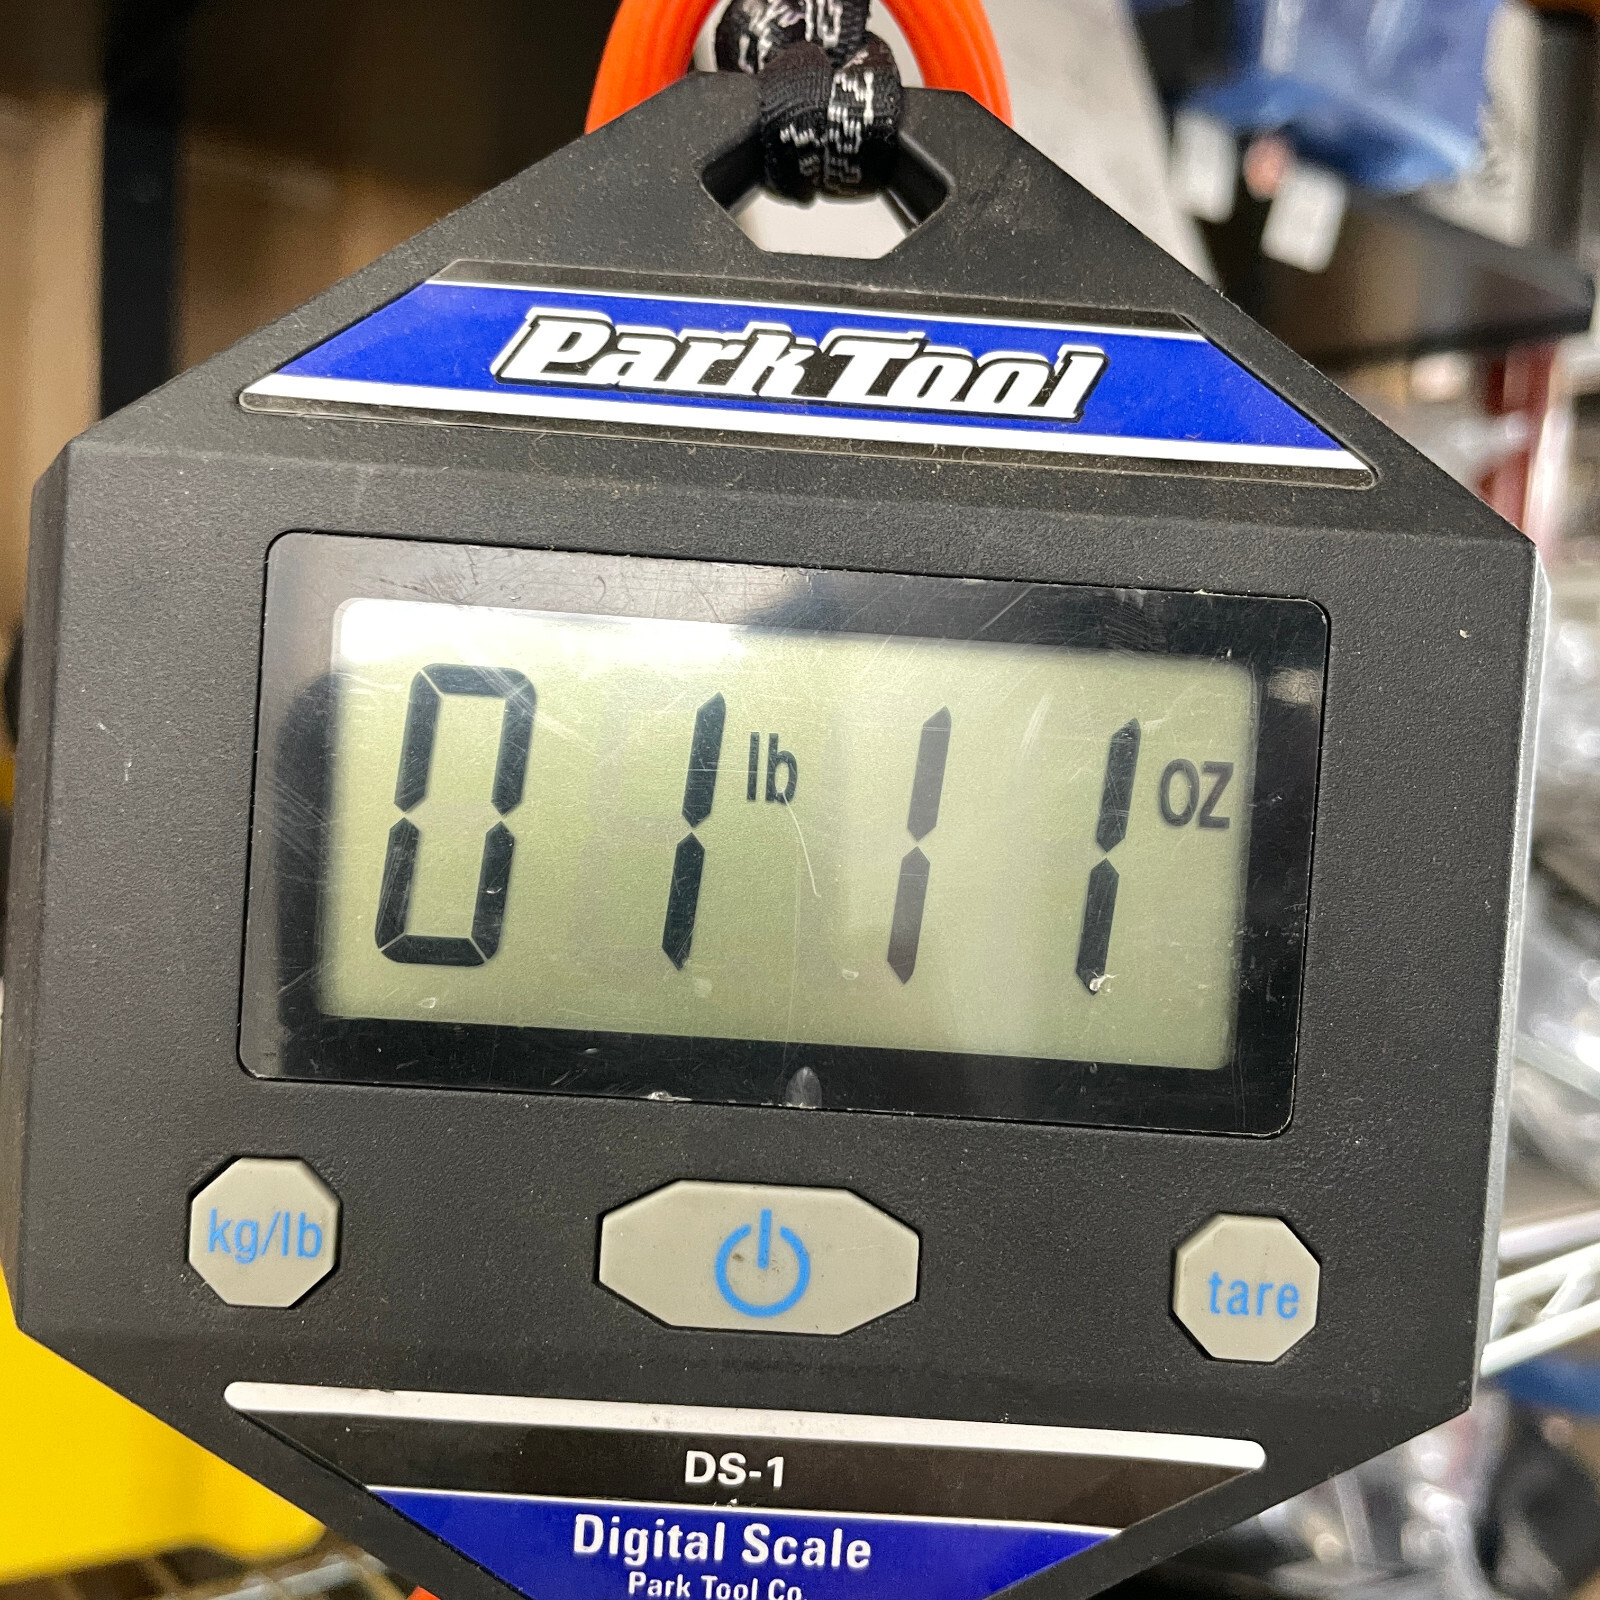 Park Tool
01 lb 11 oz
kg/lb
tare
DS-1
Digital Scale
Park Tool Co.